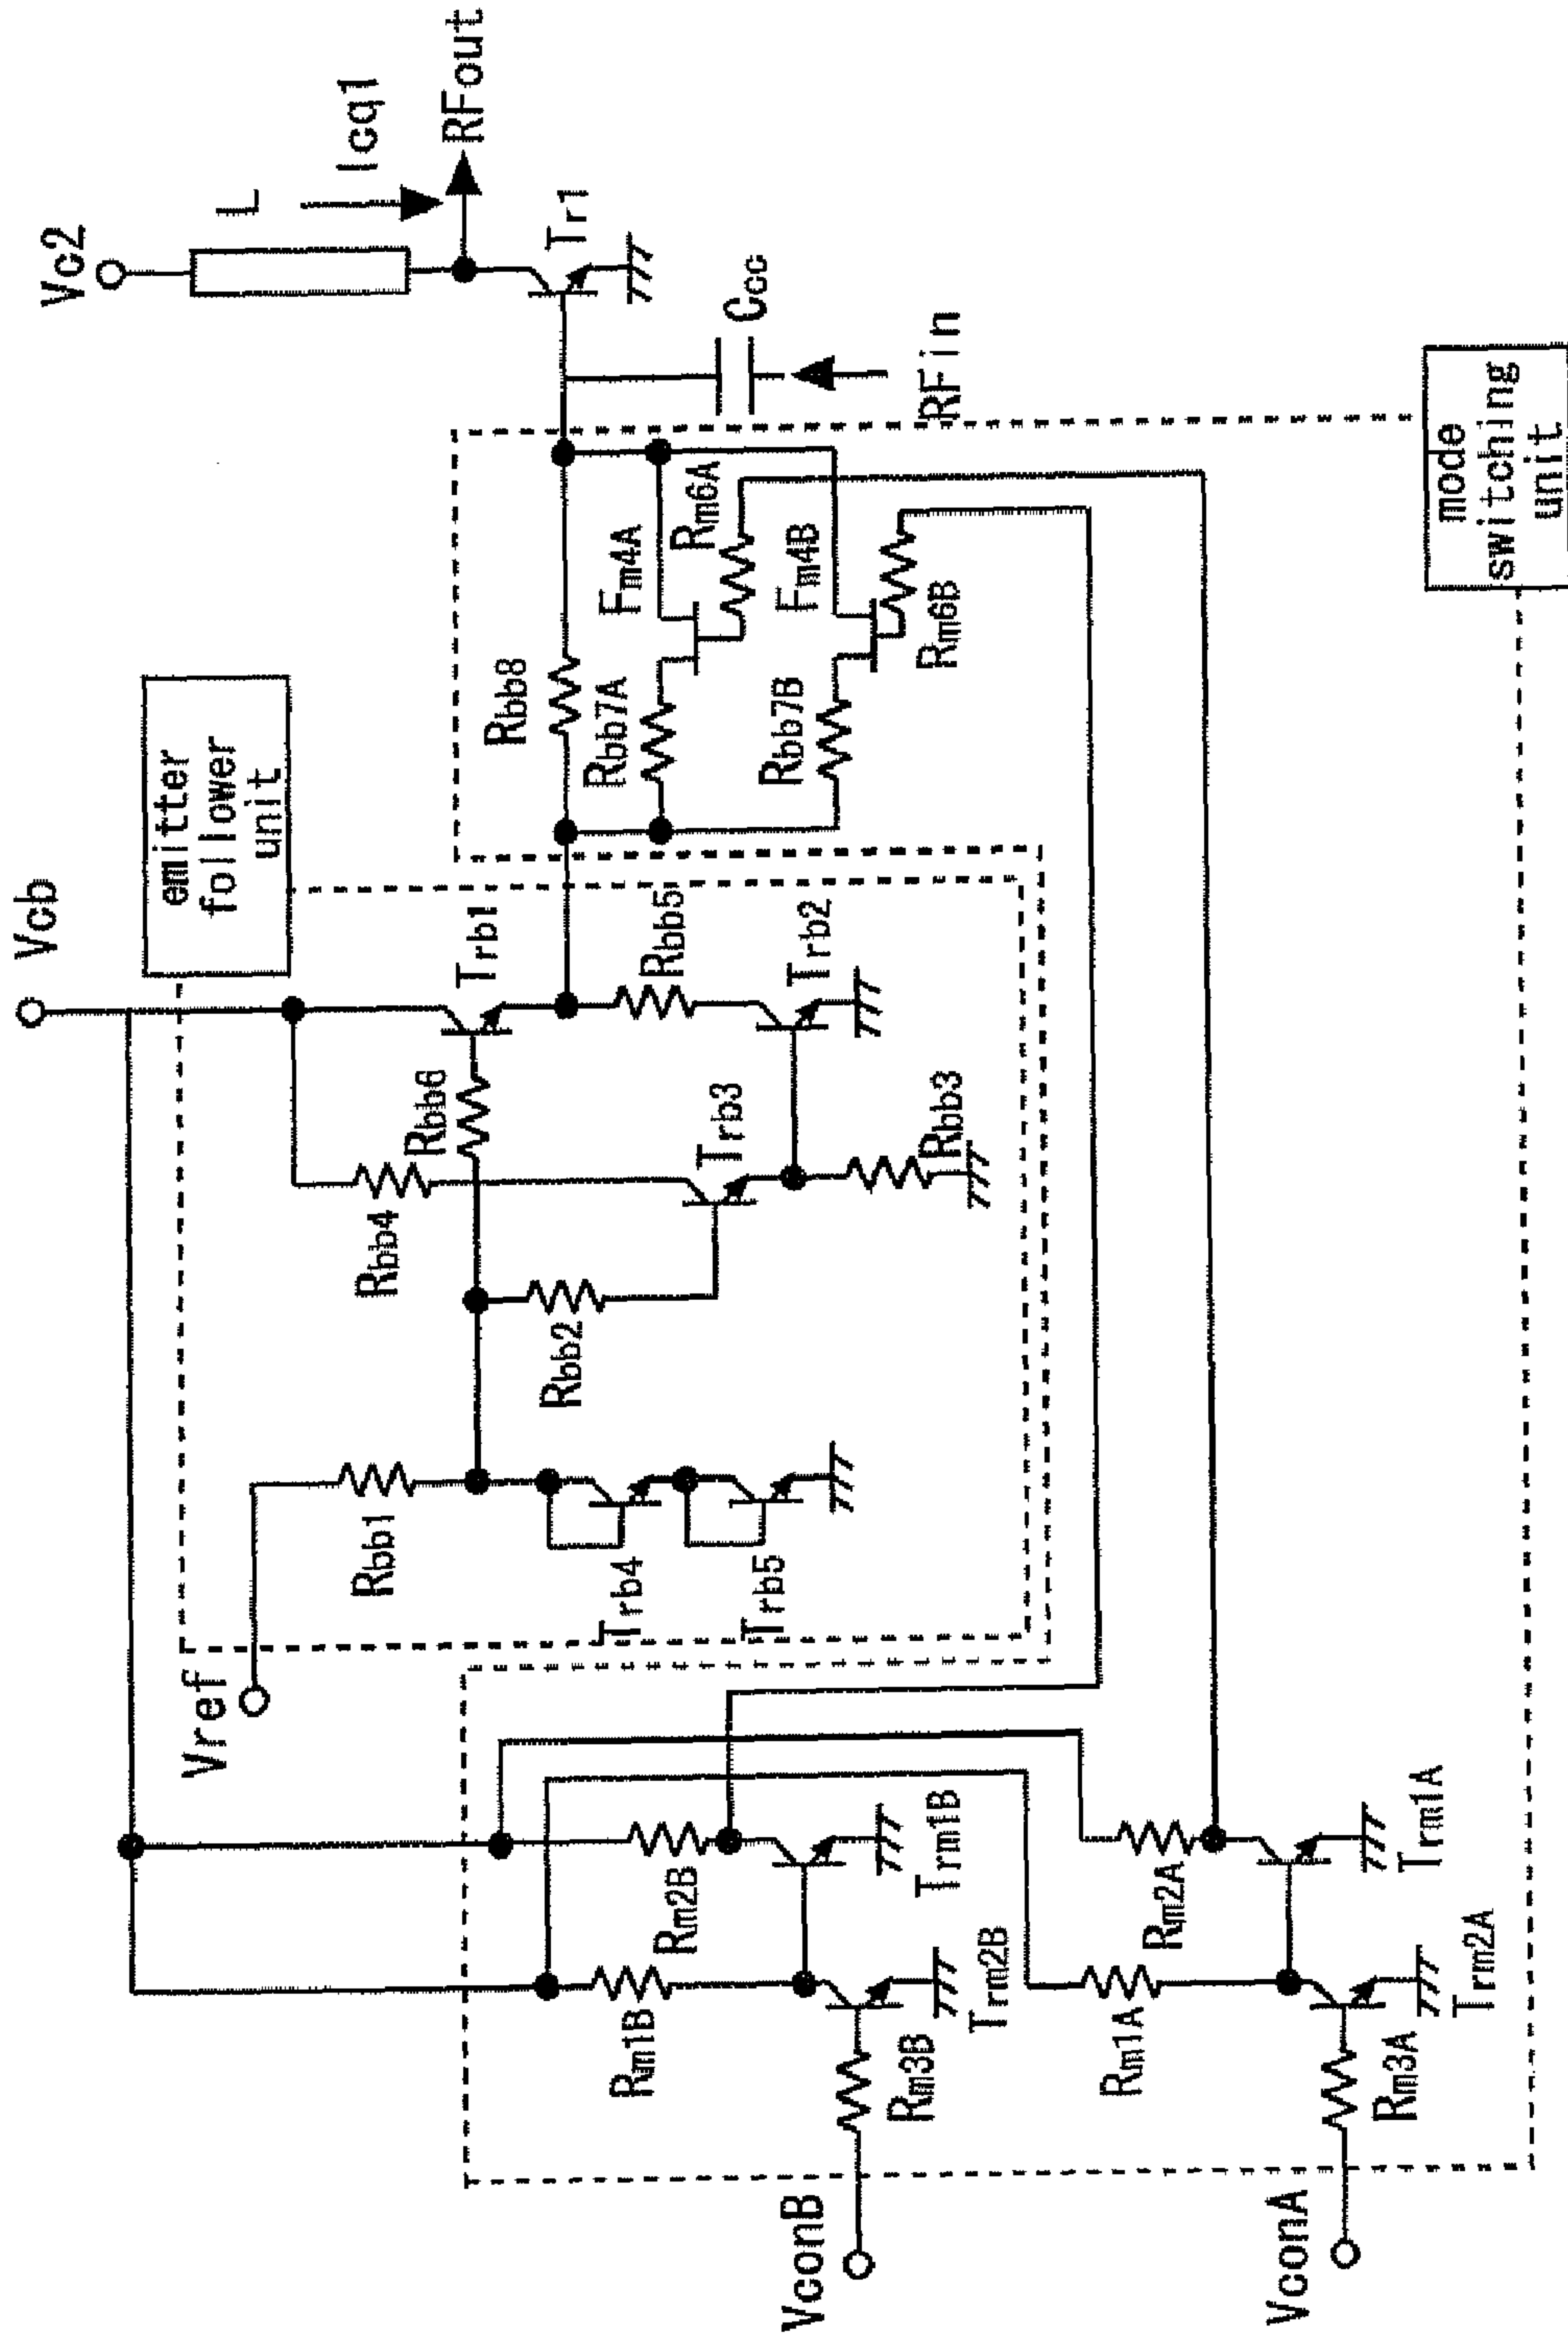 Vcb
Vc2
L
Icq1
RFout
emitter
follower
unit
Vref
Rbb1
Rbb4
Rbb6
Trb1
Tr1
Rbb8
Ccc
RFin
Rbb2
Trb3
Rbb5
Trb2
Rbb3
Trb4
Trb5
Rbb7A
Fm4A
Rm6A
Rbb7B
Fm4B
Rm6B
Rm1B
Rm2B
Trm1B
Trm2B
Rm3B
VconB
Rm1A
Rm2A
Trm1A
Trm2A
Rm3A
VconA
mode
switching
unit